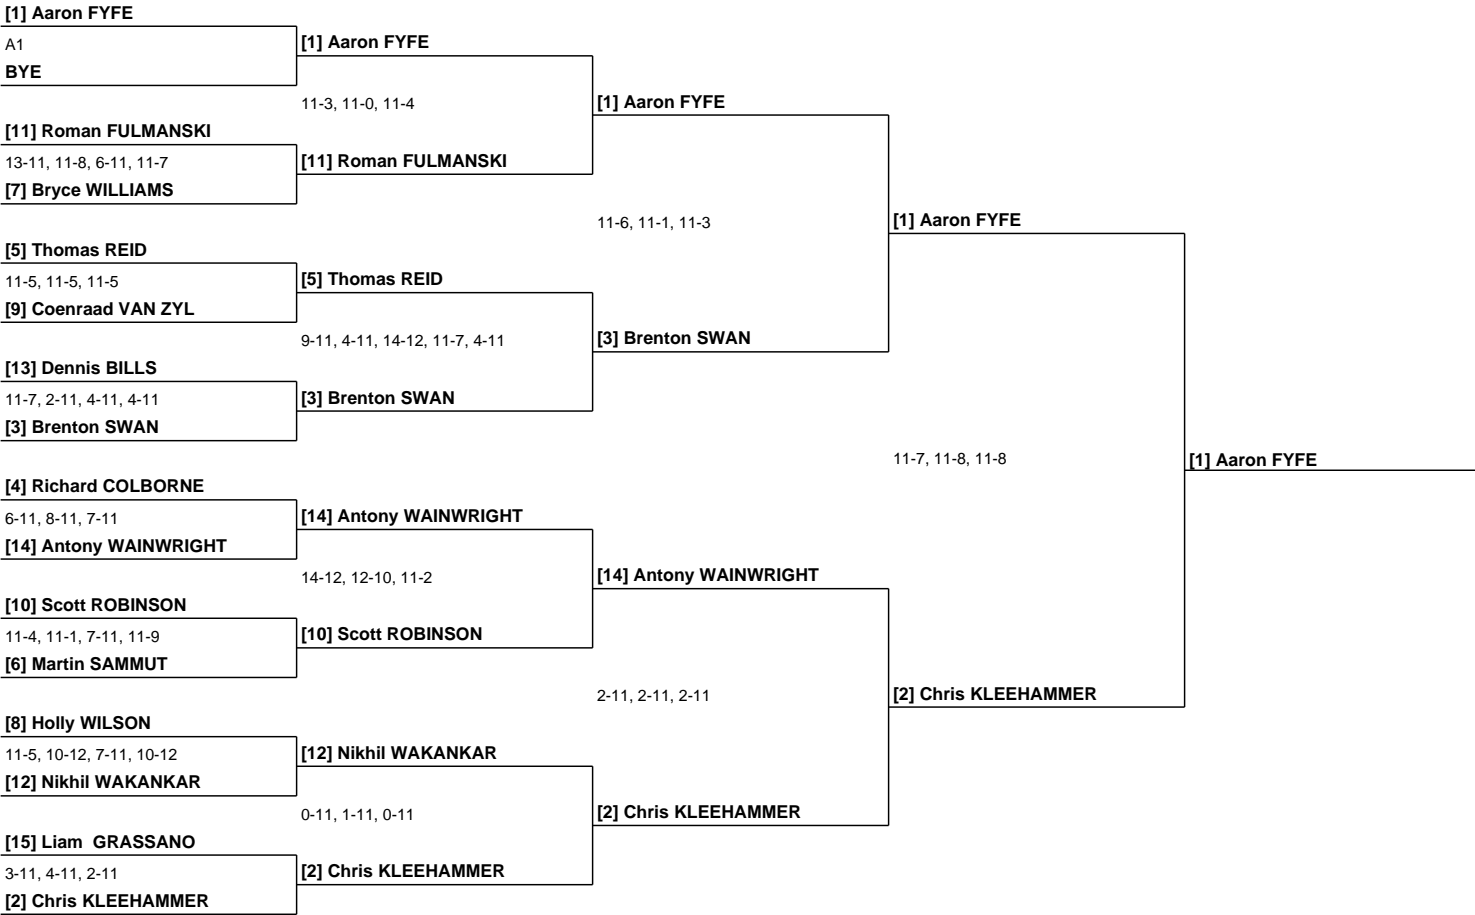 [1] Aaron FYFE
A1
BYE
[11] Roman FULMANSKI
13-11, 11-8, 6-11, 11-7
[7] Bryce WILLIAMS
[5] Thomas REID
11-5, 11-5, 11-5
[9] Coenraad VAN ZYL
[13] Dennis BILLS
11-7, 2-11, 4-11, 4-11
[3] Brenton SWAN
[4] Richard COLBORNE
6-11, 8-11, 7-11
[14] Antony WAINWRIGHT
[10] Scott ROBINSON
11-4, 11-1, 7-11, 11-9
[6] Martin SAMMUT
[8] Holly WILSON
11-5, 10-12, 7-11, 10-12
[12] Nikhil WAKANKAR
[15] Liam  GRASSANO
3-11, 4-11, 2-11
[2] Chris KLEEHAMMER
[1] Aaron FYFE
11-3, 11-0, 11-4
[11] Roman FULMANSKI
[5] Thomas REID
9-11, 4-11, 14-12, 11-7, 4-11
[3] Brenton SWAN
[14] Antony WAINWRIGHT
14-12, 12-10, 11-2
[10] Scott ROBINSON
[12] Nikhil WAKANKAR
0-11, 1-11, 0-11
[2] Chris KLEEHAMMER
[1] Aaron FYFE
11-6, 11-1, 11-3
[3] Brenton SWAN
[14] Antony WAINWRIGHT
2-11, 2-11, 2-11
[2] Chris KLEEHAMMER
[1] Aaron FYFE
11-7, 11-8, 11-8
[2] Chris KLEEHAMMER
[1] Aaron FYFE